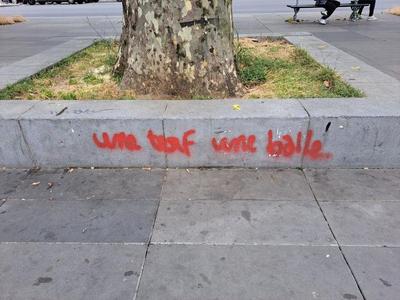 une taf une balle.